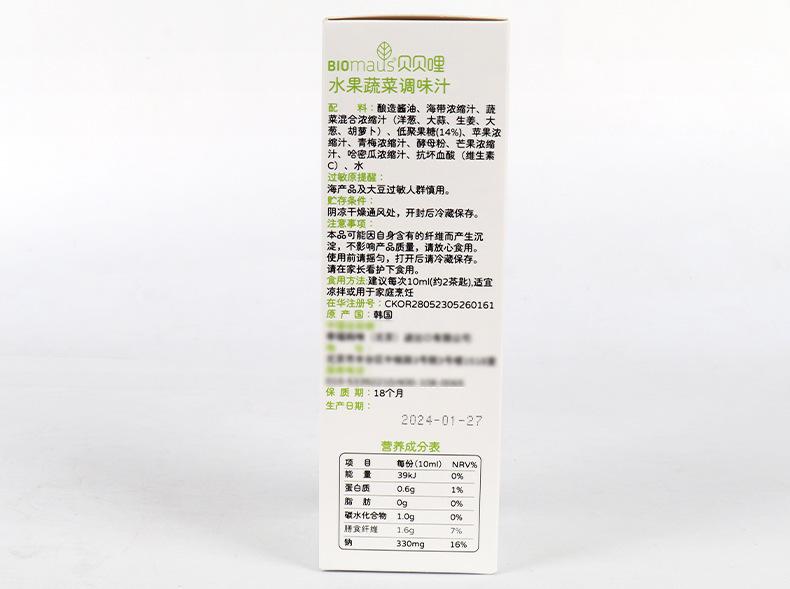 BIOmaus®贝贝哩
水果蔬菜调味汁
配 料：酿造酱油、海带浓缩汁、蔬
菜混合浓缩汁（洋葱、大蒜、生姜、大
葱、胡萝卜）、低聚果糖(14%)、苹果浓
缩汁、青梅浓缩汁、酵母粉、芒果浓缩
汁、哈密瓜浓缩汁、抗坏血酸（维生素
C）、水
过敏原提醒：
海产品及大豆过敏人群慎用。
贮存条件：
阴凉干燥通风处，开封后冷藏保存。
注意事项：
本品可能因自身含有的纤维而产生沉
淀，不影响产品质量，请放心食用。
使用前请摇匀，打开后请冷藏保存。
请在家长看护下食用。
食用方法:建议每次10ml(约2茶匙),适宜
凉拌或用于家庭烹饪
在华注册号：CKOR28052305260161
原 产 国：韩国
保 质 期：18个月
生产日期：
2024-01-27
营养成分表
项 目 每份(10ml) NRV%
能 量 39kJ 0%
蛋白质 0.6g 1%
脂 肪 0g 0%
碳水化合物 1.0g 0%
膳食纤维 1.6g 7%
钠 330mg 16%